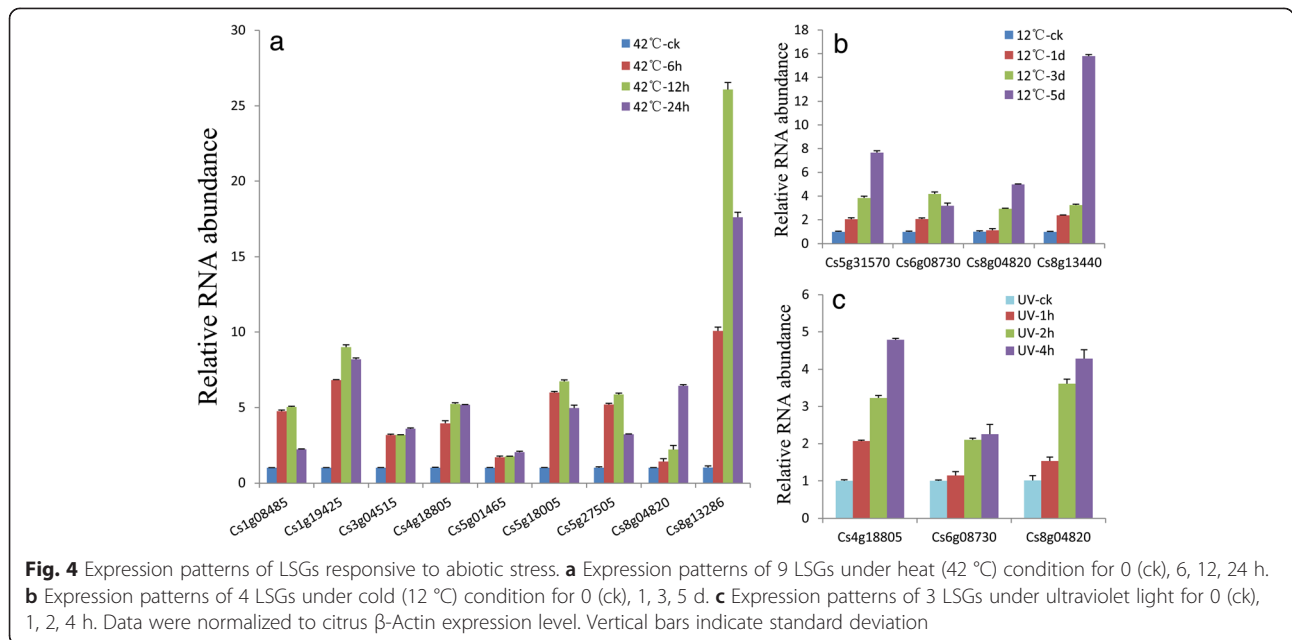 a
30
25
20
15
10
5
0
Relative RNA abundance
42℃-ck
42℃-6h
42℃-12h
42℃-24h
Cs1g08485
Cs1g19425
Cs3g04515
Cs4g18805
Cs5g01465
Cs5g18005
Cs5g27505
Cs8g04820
Cs8g13286
b
18
16
14
12
10
8
6
4
2
0
Relative RNA abundance
12℃-ck
12℃-1d
12℃-3d
12℃-5d
Cs5g31570 Cs6g08730 Cs8g04820 Cs8g13440
c
6
5
4
3
2
1
0
Relative RNA abundance
UV-ck
UV-1h
UV-2h
UV-4h
Cs4g18805 Cs6g08730 Cs8g04820
Fig. 4 Expression patterns of LSGs responsive to abiotic stress. a Expression patterns of 9 LSGs under heat (42 °C) condition for 0 (ck), 6, 12, 24 h.
b Expression patterns of 4 LSGs under cold (12 °C) condition for 0 (ck), 1, 3, 5 d. c Expression patterns of 3 LSGs under ultraviolet light for 0 (ck),
1, 2, 4 h. Data were normalized to citrus β-Actin expression level. Vertical bars indicate standard deviation